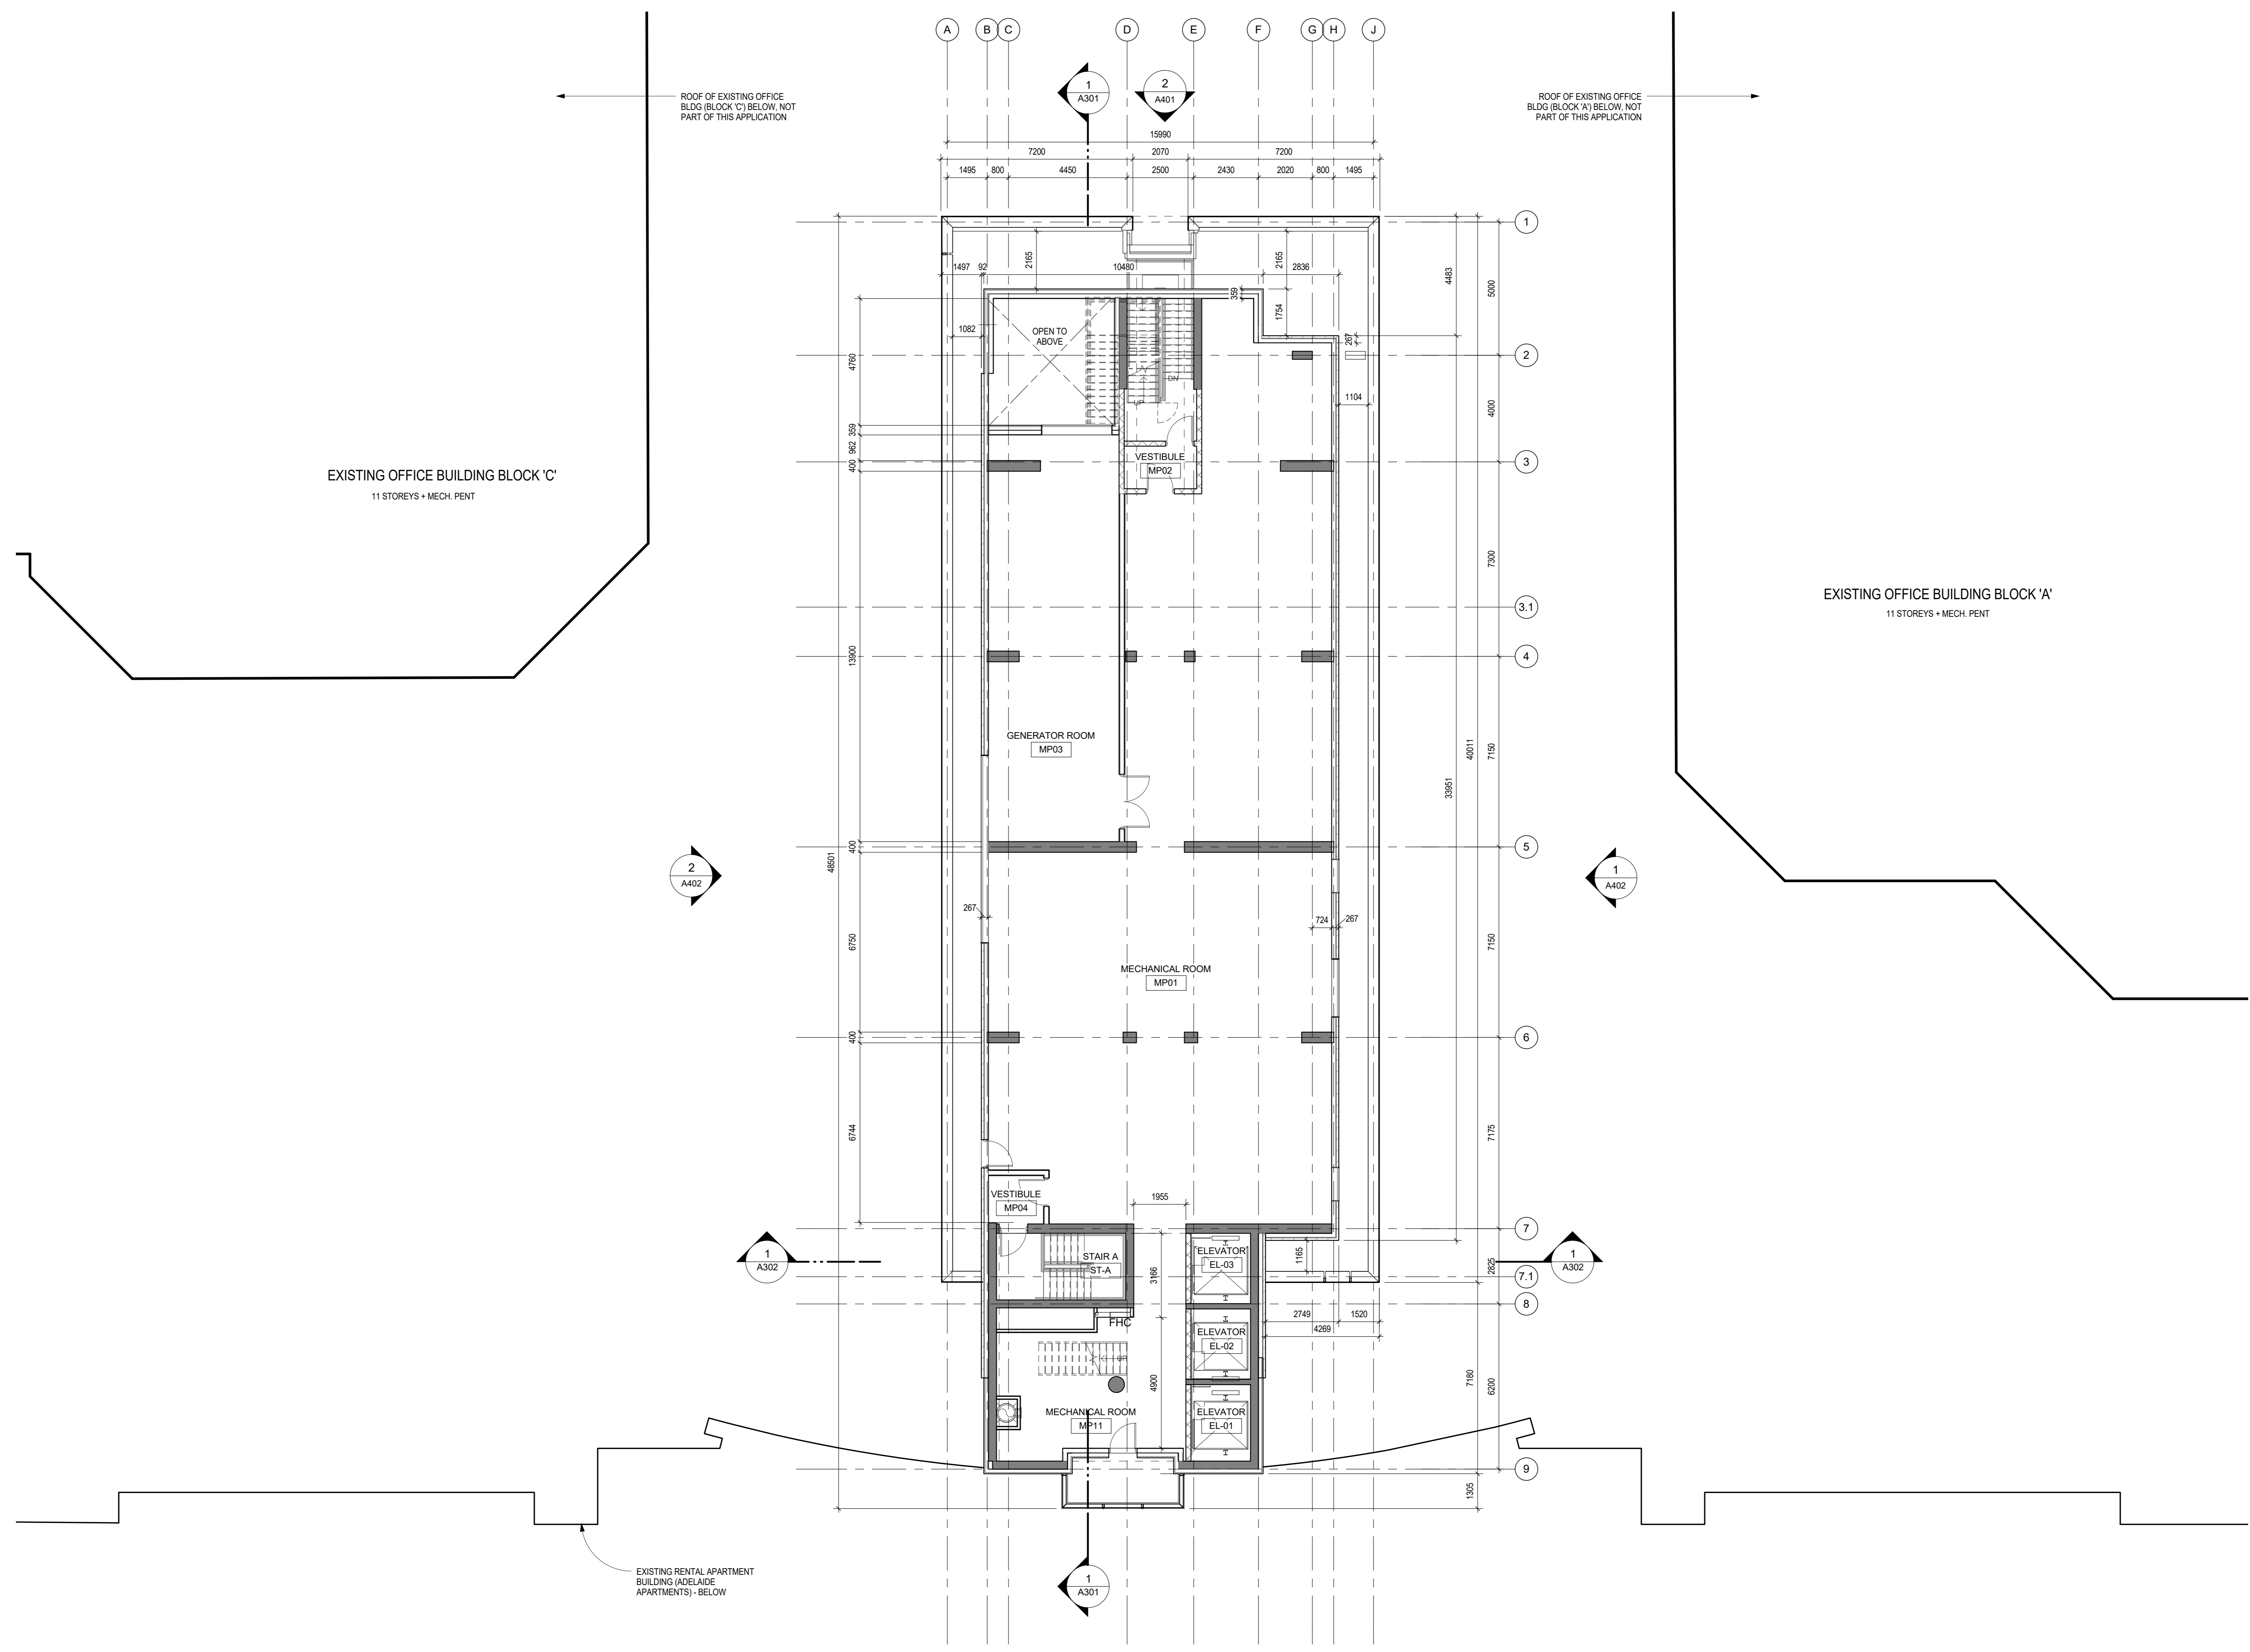 A B C D E F G H J
1
A301
2
A401
ROOF OF EXISTING OFFICE
BLDG (BLOCK 'C') BELOW, NOT
PART OF THIS APPLICATION
ROOF OF EXISTING OFFICE
BLDG (BLOCK 'A') BELOW, NOT
PART OF THIS APPLICATION
15990
7200 2070 7200
1495 800 4450 2500 2430 2020 800 1495
1
2165
2165
1497 92 10480 2836
4483
5000
359
1754
1082
OPEN TO
ABOVE
267
2
4760
DN
UP
1104
4000
359
962
400
3
VESTIBULE
MP02
EXISTING OFFICE BUILDING BLOCK 'C'
11 STOREYS + MECH. PENT
7300
EXISTING OFFICE BUILDING BLOCK 'A'
11 STOREYS + MECH. PENT
3.1
13900
4
GENERATOR ROOM
MP03
40011
7150
33951
400
5
48501
2
A402
1
A402
267
724 267
6750
7150
MECHANICAL ROOM
MP01
400
6
6744
7175
VESTIBULE
MP04
1955
7
1
A302
STAIR A
ST-A
ELEVATOR
EL-03
1165
3166
2825
1
A302
7.1
8
2749 1520
4269
FHC
ELEVATOR
EL-02
UP
4900
7180
6200
MECHANICAL ROOM
MP11
ELEVATOR
EL-01
9
1305
EXISTING RENTAL APARTMENT
BUILDING (ADELAIDE
APARTMENTS) - BELOW
1
A301